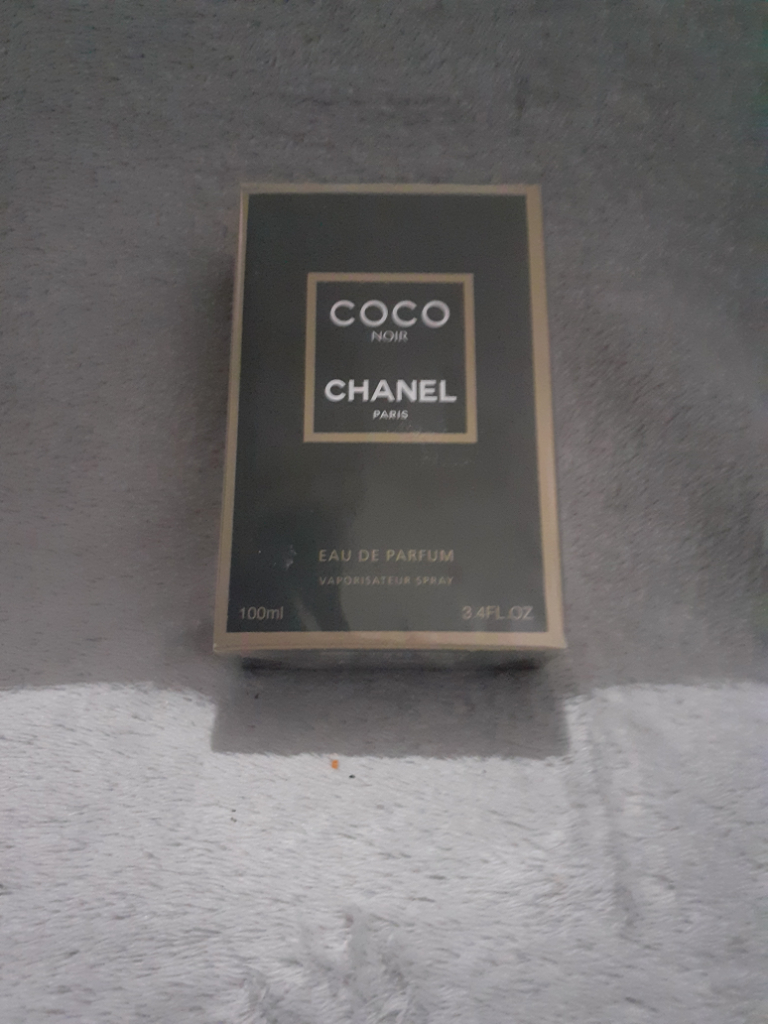 COCO
NOIR
CHANEL
PARIS
EAU DE PARFUM
VAPORISATEUR SPRAY
100ml 3.4FL.OZ